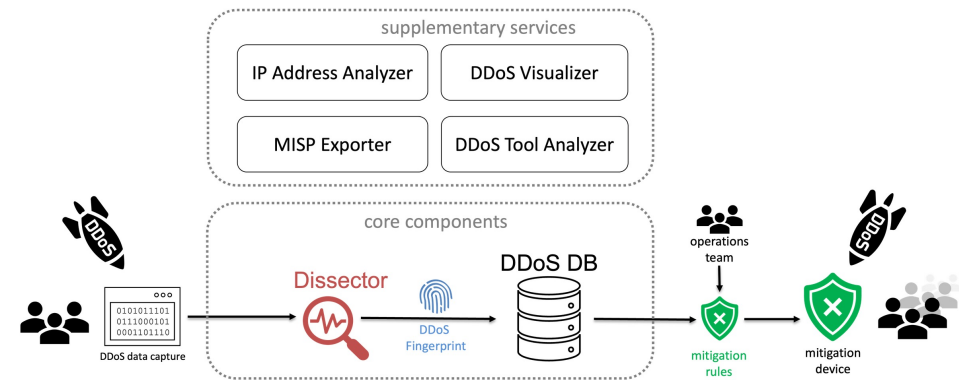 supplementary services
IP Address Analyzer
DDoS Visualizer
MISP Exporter
DDoS Tool Analyzer
core components
DDoS
DDoS
operations
team
Dissector
DDoS DB
DDoS
Fingerprint
0101011101
0111000101
0001101110
DDoS data capture
mitigation
rules
mitigation
device